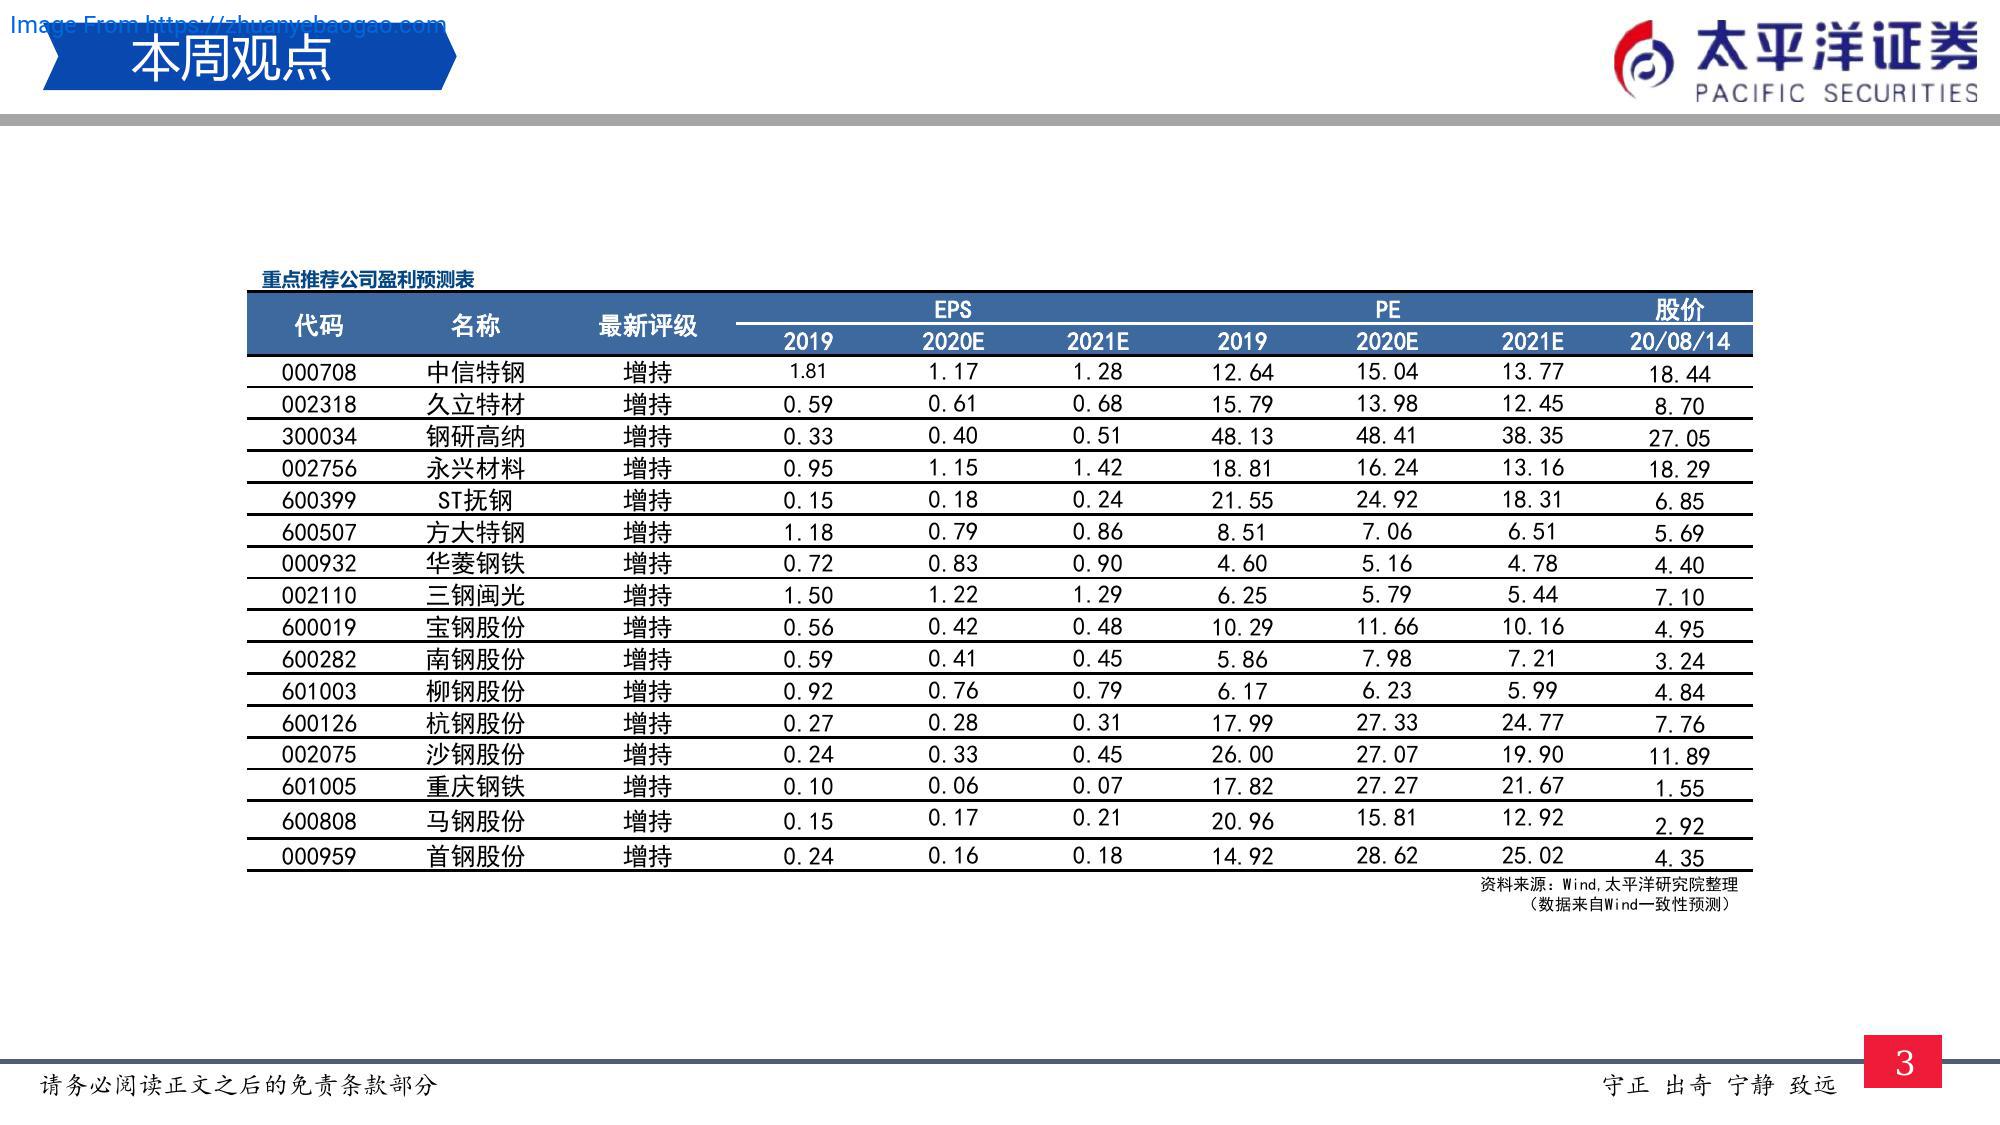 Image From https://zhuanyebaogao.com
本周观点
太平洋证券
PACIFIC SECURITIES
重点推荐公司盈利预测表
代码 名称 最新评级 EPS PE 股价
2019 2020E 2021E 2019 2020E 2021E 20/08/14
000708 中信特钢 增持 1.81 1.17 1.28 12.64 15.04 13.77 18.44
002318 久立特材 增持 0.59 0.61 0.68 15.79 13.98 12.45 8.70
300034 钢研高纳 增持 0.33 0.40 0.51 48.13 48.41 38.35 27.05
002756 永兴材料 增持 0.95 1.15 1.42 18.81 16.24 13.16 18.29
600399 ST抚钢 增持 0.15 0.18 0.24 21.55 24.92 18.31 6.85
600507 方大特钢 增持 1.18 0.79 0.86 8.51 7.06 6.51 5.69
000932 华菱钢铁 增持 0.72 0.83 0.90 4.60 5.16 4.78 4.40
002110 三钢闽光 增持 1.50 1.22 1.29 6.25 5.79 5.44 7.10
600019 宝钢股份 增持 0.56 0.42 0.48 10.29 11.66 10.16 4.95
600282 南钢股份 增持 0.59 0.41 0.45 5.86 7.98 7.21 3.24
601003 柳钢股份 增持 0.92 0.76 0.79 6.17 6.23 5.99 4.84
600126 杭钢股份 增持 0.27 0.28 0.31 17.99 27.33 24.77 7.76
002075 沙钢股份 增持 0.24 0.33 0.45 26.00 27.07 19.90 11.89
601005 重庆钢铁 增持 0.10 0.06 0.07 17.82 27.27 21.67 1.55
600808 马钢股份 增持 0.15 0.17 0.21 20.96 15.81 12.92 2.92
000959 首钢股份 增持 0.24 0.16 0.18 14.92 28.62 25.02 4.35
资料来源：Wind,太平洋研究院整理
（数据来自Wind一致性预测）
请务必阅读正文之后的免责条款部分
守正 出奇 宁静 致远
3